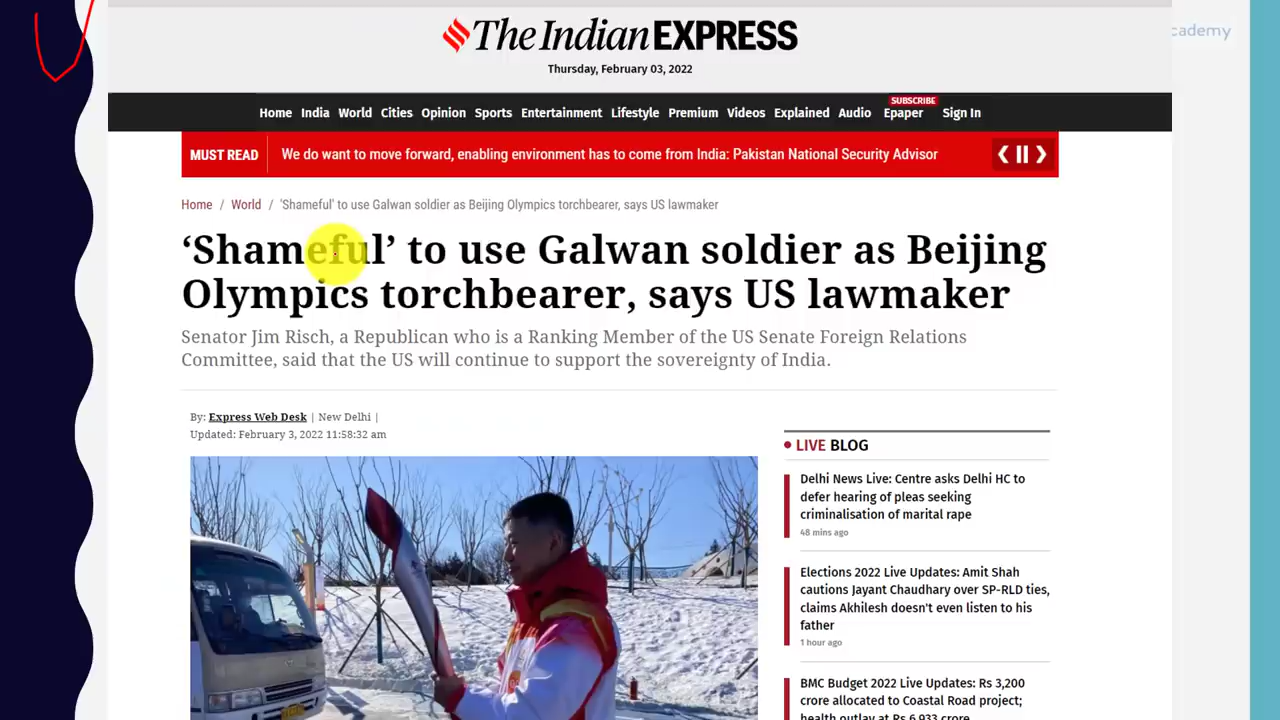 The Indian EXPRESS
cademy
Thursday, February 03, 2022
SUBSCRIBE
Home India World Cities Opinion Sports Entertainment Lifestyle Premium Videos Explained Audio Epaper Sign In
MUST READ We do want to move forward, enabling environment has to come from India: Pakistan National Security Advisor
Home / World / 'Shameful' to use Galwan soldier as Beijing Olympics torchbearer, says US lawmaker
‘Shameful’ to use Galwan soldier as Beijing
Olympics torchbearer, says US lawmaker
Senator Jim Risch, a Republican who is a Ranking Member of the US Senate Foreign Relations
Committee, said that the US will continue to support the sovereignty of India.
By: Express Web Desk | New Delhi |
Updated: February 3, 2022 11:58:32 am
LIVE BLOG
Delhi News Live: Centre asks Delhi HC to
defer hearing of pleas seeking
criminalisation of marital rape
48 mins ago
Elections 2022 Live Updates: Amit Shah
cautions Jayant Chaudhary over SP-RLD ties,
claims Akhilesh doesn't even listen to his
father
1 hour ago
BMC Budget 2022 Live Updates: Rs 3,200
crore allocated to Coastal Road project;
health outlay at Rs 6,933 crore